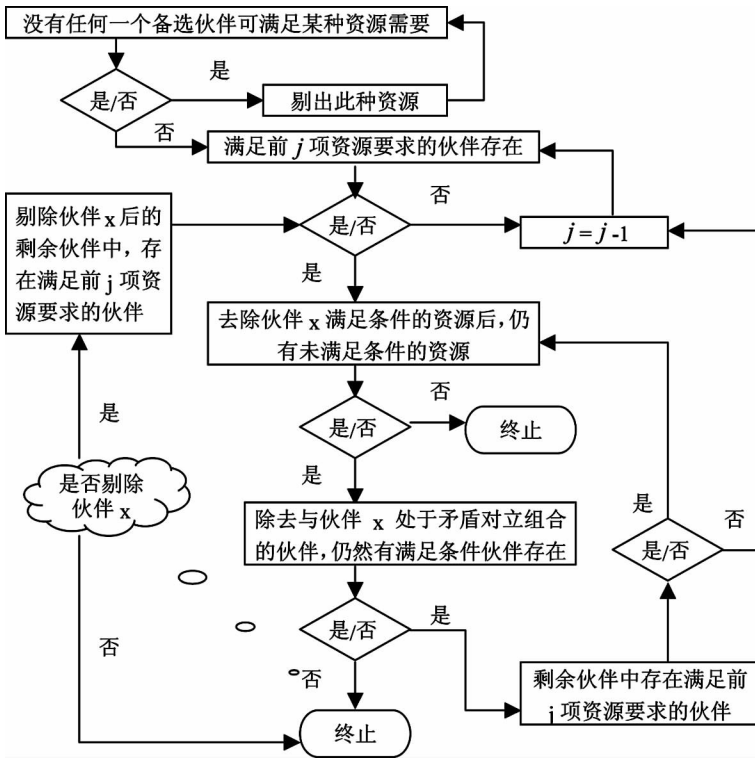 没有任何一个备选伙伴可满足某种资源需要
是
是/否
剔出此种资源
否
满足前 j 项资源要求的伙伴存在
剔除伙伴 x 后的
剩余伙伴中，存
在满足前 j 项资
源要求的伙伴
否
是/否
j = j -1
是
去除伙伴 x 满足条件的资源后，仍
有未满足条件的资源
是
否
是/否
终止
是否剔除
伙伴 x
是
除去与伙伴 x 处于矛盾对立组合
的伙伴，仍然有满足条件伙伴存在
是
否
是/否
是
是/否
否
否
剩余伙伴中存在满足前
j 项资源要求的伙伴
终止